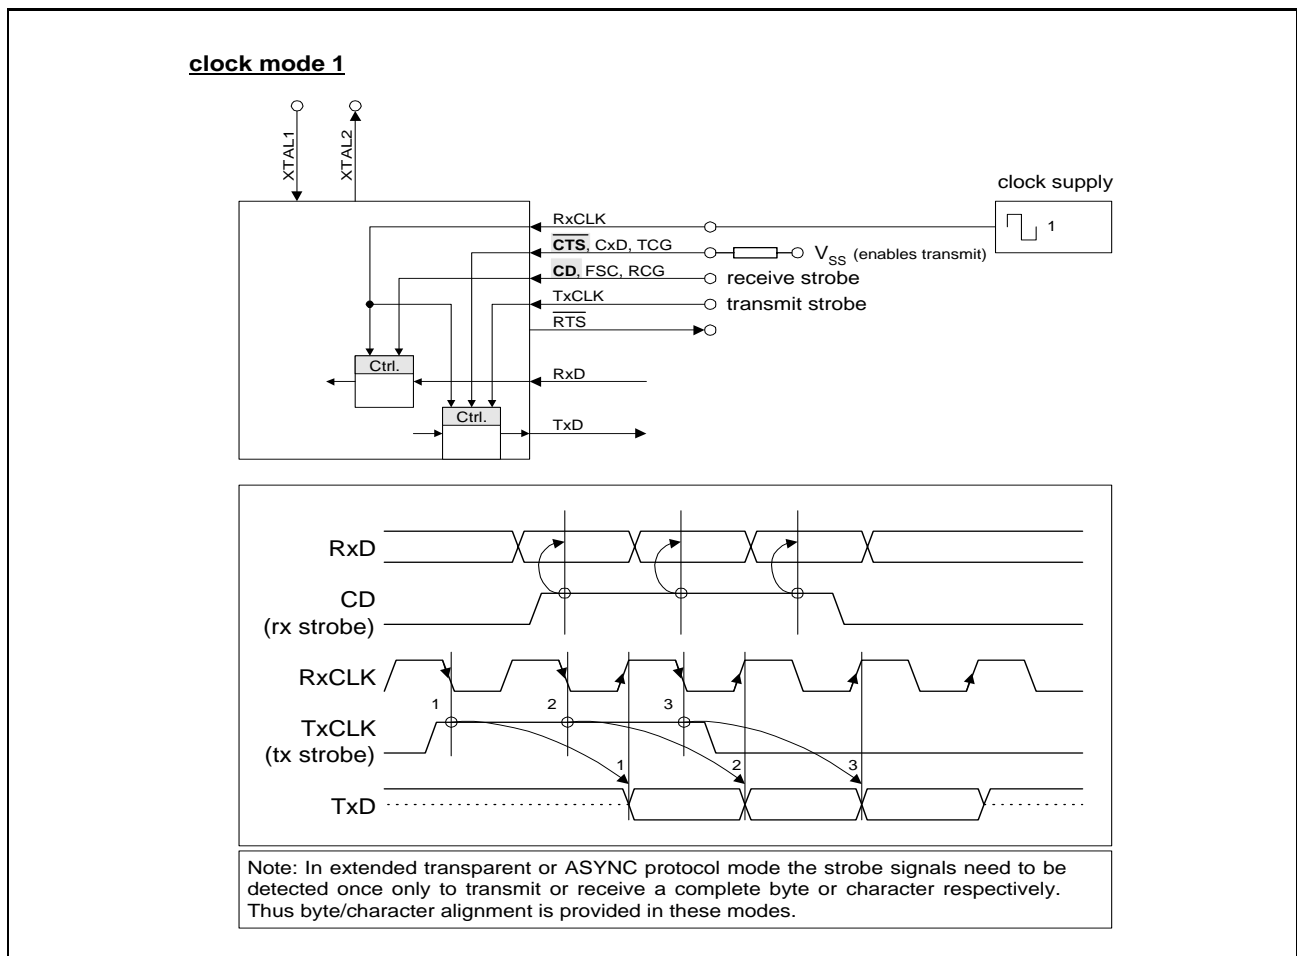 clock mode 1
XTAL1
XTAL2
clock supply
1
RxCLK
CTS, CxD, TCG
VSS (enables transmit)
CD, FSC, RCG
receive strobe
TxCLK
transmit strobe
RTS
Ctrl.
RxD
Ctrl.
TxD
RxD
CD
(rx strobe)
RxCLK
1 2 3
TxCLK
(tx strobe)
1 2 3
TxD
Note: In extended transparent or ASYNC protocol mode the strobe signals need to be
detected once only to transmit or receive a complete byte or character respectively.
Thus byte/character alignment is provided in these modes.